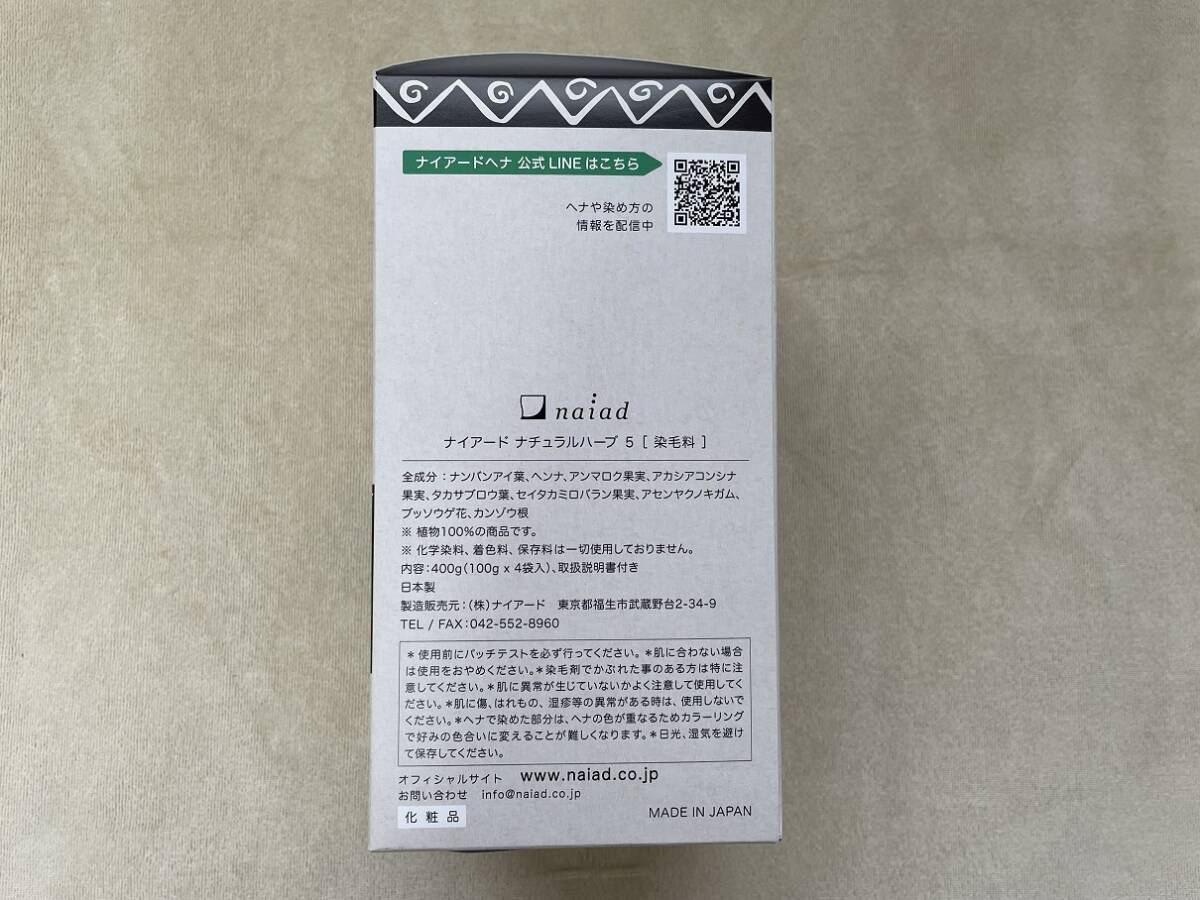 ナイアードヘナ 公式 LINE はこちら
ヘナや染め方の
情報を配信中
naiad
ナイアード ナチュラルハーブ 5 [ 染毛料 ]
全成分：ナンバンアイ葉、ヘンナ、アンマロク果実、アカシアコンシナ
果実、タカサブロウ葉、セイタカミロバラン果実、アセンヤクノキガム、
ブッソウゲ花、カンゾウ根
※ 植物100%の商品です。
※ 化学染料、着色料、保存料は一切使用しておりません。
内容：400g(100g x 4袋入)、取扱説明書付き
日本製
製造販売元：(株)ナイアード　東京都福生市武蔵野台2-34-9
TEL / FAX：042-552-8960
＊使用前にパッチテストを必ず行ってください。＊肌に合わない場合
は使用をおやめください。＊染毛剤でかぶれた事のある方は特に注
意してください。＊肌に異常が生じていないかよく注意して使用してく
ださい。＊肌に傷、はれもの、湿疹等の異常がある時は、使用しないで
ください。＊ヘナで染めた部分は、ヘナの色が重なるためカラーリング
で好みの色合いに変えることが難しくなります。＊日光、湿気を避け
て保存してください。
オフィシャルサイト www.naiad.co.jp
お問い合わせ info@naiad.co.jp
化粧品
MADE IN JAPAN